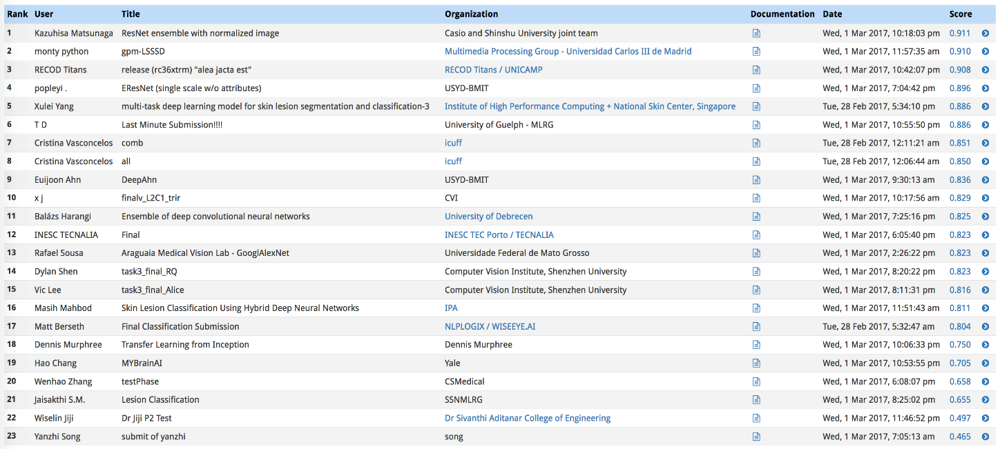 Rank User Title Organization Documentation Date Score
1 Kazuhisa Matsunaga ResNet ensemble with normalized image Casio and Shinshu University joint team Wed, 1 Mar 2017, 10:18:03 pm 0.911
2 monty python gpm-LSSSD Multimedia Processing Group - Universidad Carlos III de Madrid Wed, 1 Mar 2017, 11:57:35 am 0.910
3 RECOD Titans release (rc36xtrm) "alea jacta est" RECOD Titans / UNICAMP Wed, 1 Mar 2017, 10:42:07 pm 0.908
4 popleyi . EResNet (single scale w/o attributes) USYD-BMIT Wed, 1 Mar 2017, 7:04:42 pm 0.896
5 Xulei Yang multi-task deep learning model for skin lesion segmentation and classification-3 Institute of High Performance Computing + National Skin Center, Singapore Tue, 28 Feb 2017, 5:34:10 pm 0.886
6 T D Last Minute Submission!!!! University of Guelph - MLRG Wed, 1 Mar 2017, 10:55:50 pm 0.886
7 Cristina Vasconcelos comb icuff Tue, 28 Feb 2017, 12:11:21 am 0.851
8 Cristina Vasconcelos all icuff Tue, 28 Feb 2017, 12:06:44 am 0.850
9 Euijoon Ahn DeepAhn USYD-BMIT Wed, 1 Mar 2017, 9:30:13 am 0.836
10 x j finalv_L2C1_trir CVI Wed, 1 Mar 2017, 10:17:56 am 0.829
11 Balázs Harangi Ensemble of deep convolutional neural networks University of Debrecen Wed, 1 Mar 2017, 7:25:16 pm 0.825
12 INESC TECNALIA Final INESC TEC Porto / TECNALIA Wed, 1 Mar 2017, 6:05:40 pm 0.823
13 Rafael Sousa Araguaia Medical Vision Lab - GooglAlexNet Universidade Federal de Mato Grosso Wed, 1 Mar 2017, 2:26:22 pm 0.823
14 Dylan Shen task3_final_RQ Computer Vision Institute, Shenzhen University Wed, 1 Mar 2017, 8:20:22 pm 0.823
15 Vic Lee task3_final_Alice Computer Vision Institute, Shenzhen University Wed, 1 Mar 2017, 8:11:31 pm 0.816
16 Masih Mahbod Skin Lesion Classification Using Hybrid Deep Neural Networks IPA Wed, 1 Mar 2017, 11:51:43 am 0.811
17 Matt Berseth Final Classification Submission NLPLOGIX / WISEEYE.AI Tue, 28 Feb 2017, 5:32:47 am 0.804
18 Dennis Murphree Transfer Learning from Inception Dennis Murphree Wed, 1 Mar 2017, 10:06:33 pm 0.750
19 Hao Chang MYBrainAI Yale Wed, 1 Mar 2017, 10:53:55 pm 0.705
20 Wenhao Zhang testPhase CSMedical Wed, 1 Mar 2017, 6:08:07 pm 0.658
21 Jaisakthi S.M. Lesion Classification SSNMLRG Wed, 1 Mar 2017, 8:25:02 pm 0.655
22 Wiselin Jiji Dr Jiji P2 Test Dr Sivanthi Aditanar College of Engineering Wed, 1 Mar 2017, 11:46:52 pm 0.497
23 Yanzhi Song submit of yanzhi song Wed, 1 Mar 2017, 7:05:13 am 0.465